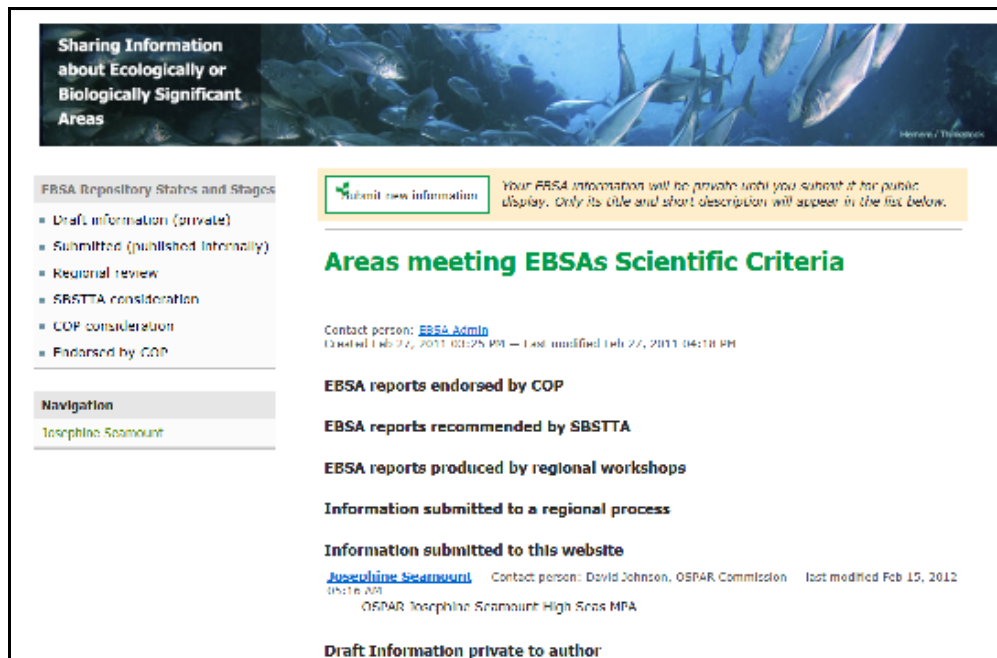 Sharing Information
about Ecologically or
Biologically Significant
Areas
Hemera / Thinkstock
EBSA Repository States and Stages
Draft information (private)
Submitted (published internally)
Regional review
SBSTTA consideration
COP consideration
Endorsed by COP
Navigation
Josephine Seamount
Submit new information
Your EBSA information will be private until you submit it for public
display. Only its title and short description will appear in the list below.
Areas meeting EBSAs Scientific Criteria
Contact person: EBSA Admin
Created Feb 27, 2011 03:25 PM — Last modified Feb 27, 2011 04:18 PM
EBSA reports endorsed by COP
EBSA reports recommended by SBSTTA
EBSA reports produced by regional workshops
Information submitted to a regional process
Information submitted to this website
Josephine Seamount Contact person: David Johnson, OSPAR Commission last modified Feb 15, 2012
05:16 AM
OSPAR Josephine Seamount High Seas MPA
Draft Information private to author